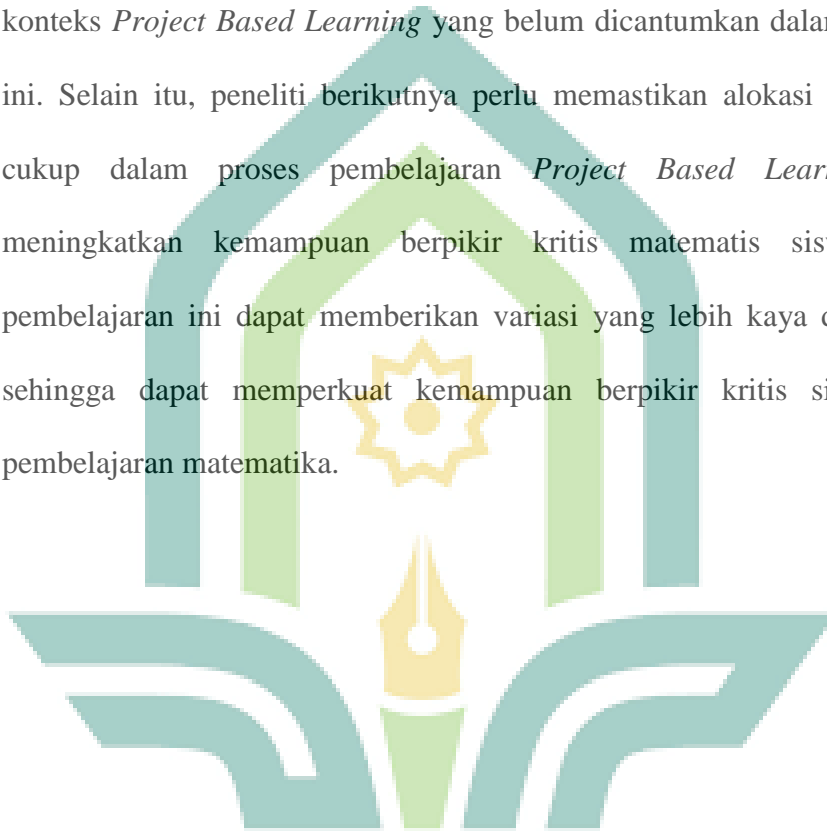 konteks Project Based Learning yang belum dicantumkan
ini. Selain itu, peneliti berikutnya perlu memastikan alokasi
cukup dalam proses pembelajaran Project Based
meningkatkan kemampuan berpikir kritis matematis
pembelajaran ini dapat memberikan variasi yang lebih kaya
sehingga dapat memperkuat kemampuan berpikir kritis
pembelajaran matematika.